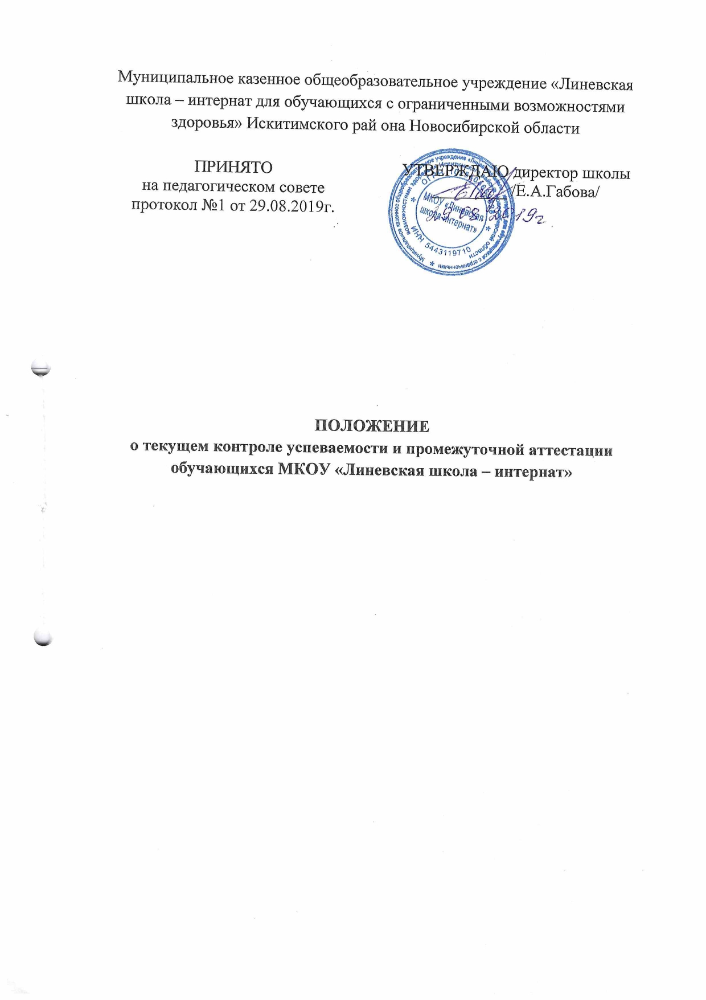 Муниципальное казенное общеобразовательное учреждение «Линевская
школа – интернат для обучающихся с ограниченными возможностями
здоровья» Искитимского рай она Новосибирской области
ПРИНЯТО
на педагогическом совете
протокол №1 от 29.08.2019г.
УТВЕРЖДАЮ директор школы
/Е.А.Габова/
29.08.2019г.
МКОУ «Линевская
школа-интернат»
ИНН 5443119710
ПОЛОЖЕНИЕ
о текущем контроле успеваемости и промежуточной аттестации
обучающихся МКОУ «Линевская школа – интернат»